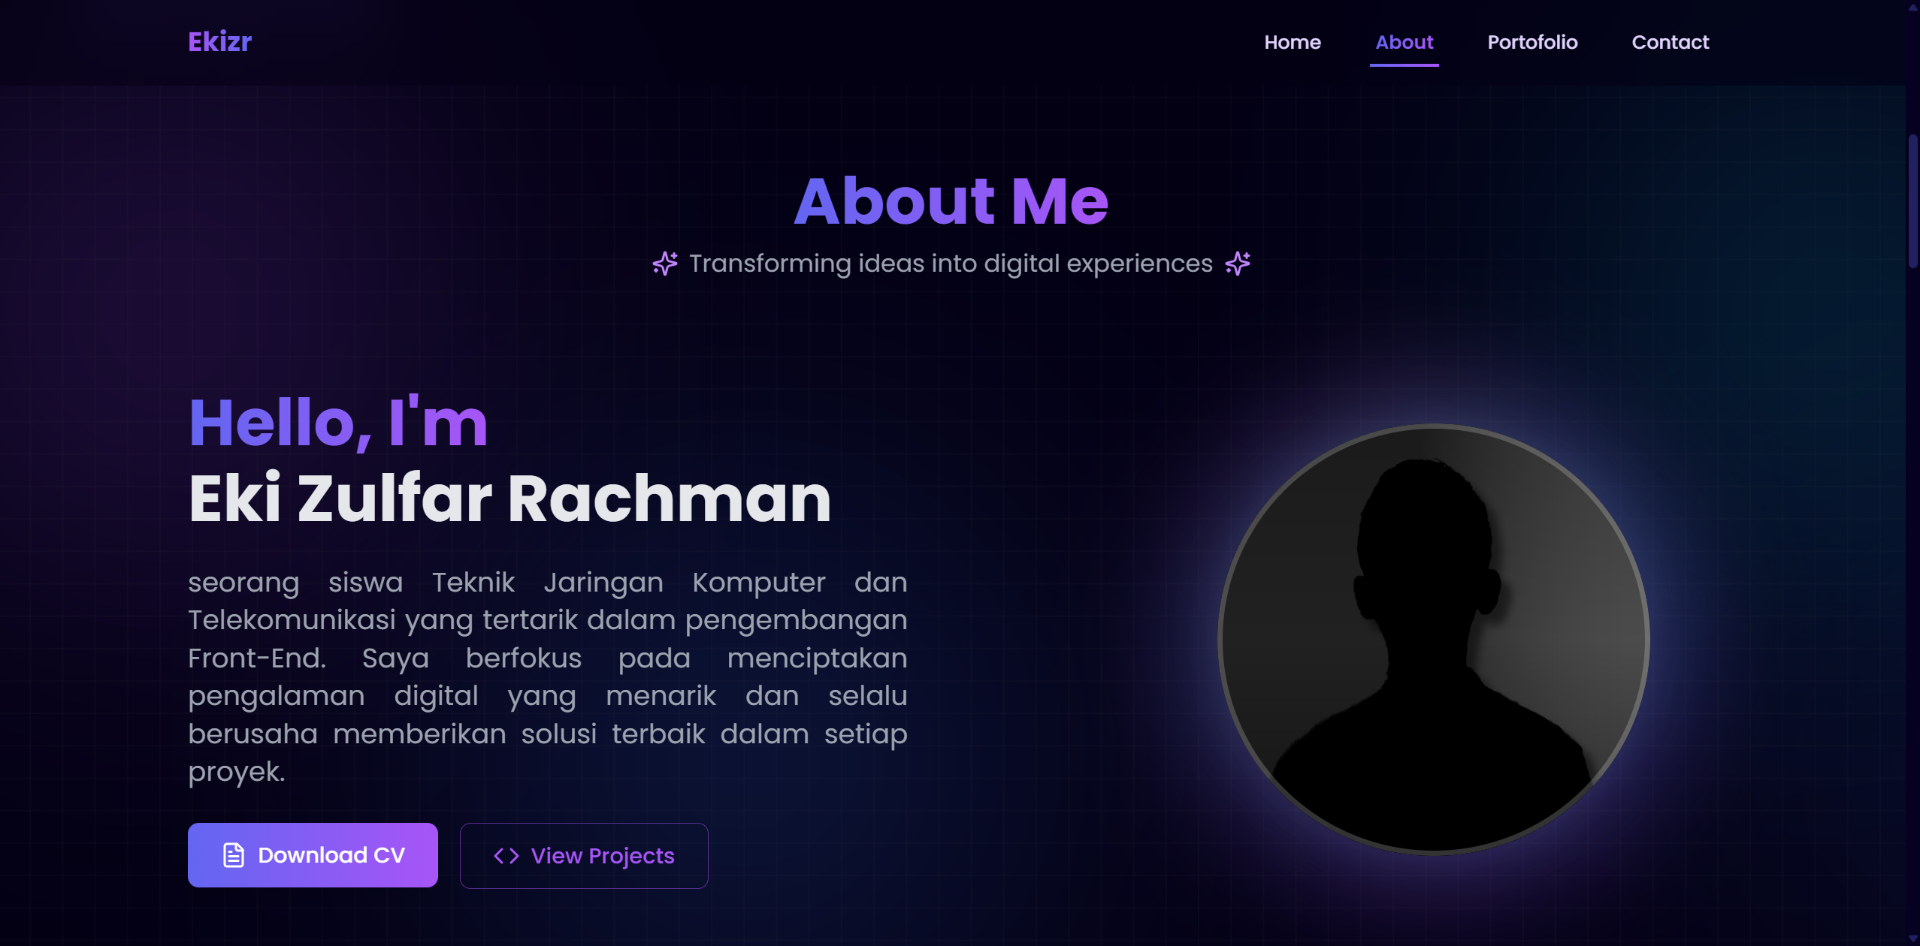 Ekizr
Home
About
Portofolio
Contact
About Me
Transforming ideas into digital experiences
Hello, I'm
Eki Zulfar Rachman
seorang siswa Teknik Jaringan Komputer dan
Telekomunikasi yang tertarik dalam pengembangan
Front-End. Saya berfokus pada menciptakan
pengalaman digital yang menarik dan selalu
berusaha memberikan solusi terbaik dalam setiap
proyek.
Download CV
View Projects